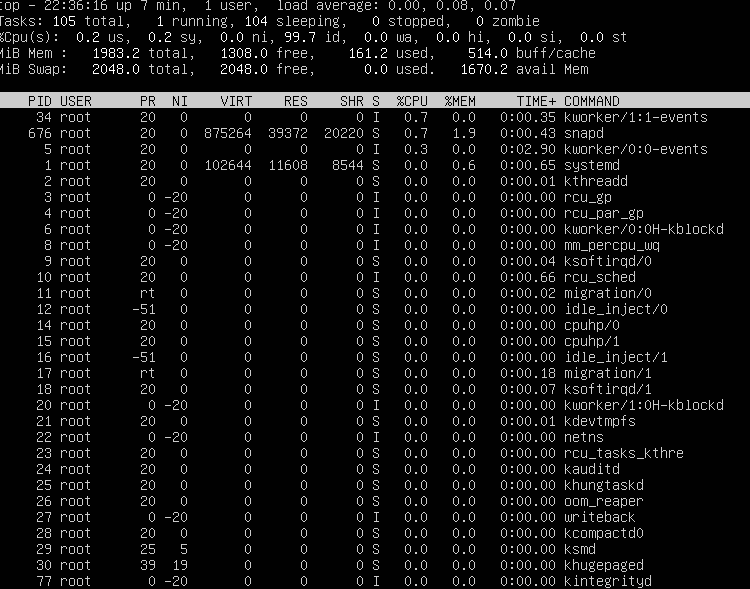 top - 22:36:16 up 7 min,  1 user,  load average: 0.00, 0.08, 0.07
Tasks: 105 total,   1 running, 104 sleeping,   0 stopped,   0 zombie
%Cpu(s):  0.2 us,  0.2 sy,  0.0 ni, 99.7 id,  0.0 wa,  0.0 hi,  0.0 si,  0.0 st
MiB Mem :   1983.2 total,   1308.0 free,    161.2 used,    514.0 buff/cache
MiB Swap:   2048.0 total,   2048.0 free,      0.0 used.   1670.2 avail Mem
PID USER      PR  NI    VIRT    RES    SHR S  %CPU  %MEM     TIME+ COMMAND
34 root      20   0       0      0      0 I   0.7   0.0   0:00.35 kworker/1:1-events
676 root      20   0  875264  39372  20220 S   0.7   1.9   0:00.43 snapd
5 root      20   0       0      0      0 I   0.3   0.0   0:02.90 kworker/0:0-events
1 root      20   0  102644  11608   8544 S   0.0   0.6   0:00.65 systemd
2 root      20   0       0      0      0 S   0.0   0.0   0:00.01 kthreadd
3 root       0 -20       0      0      0 I   0.0   0.0   0:00.00 rcu_gp
4 root       0 -20       0      0      0 I   0.0   0.0   0:00.00 rcu_par_gp
6 root       0 -20       0      0      0 I   0.0   0.0   0:00.00 kworker/0:0H-kblockd
8 root       0 -20       0      0      0 I   0.0   0.0   0:00.00 mm_percpu_wq
9 root      20   0       0      0      0 S   0.0   0.0   0:00.04 ksoftirqd/0
10 root      20   0       0      0      0 I   0.0   0.0   0:00.66 rcu_sched
11 root      rt   0       0      0      0 S   0.0   0.0   0:00.02 migration/0
12 root     -51   0       0      0      0 S   0.0   0.0   0:00.00 idle_inject/0
14 root      20   0       0      0      0 S   0.0   0.0   0:00.00 cpuhp/0
15 root      20   0       0      0      0 S   0.0   0.0   0:00.00 cpuhp/1
16 root     -51   0       0      0      0 S   0.0   0.0   0:00.00 idle_inject/1
17 root      rt   0       0      0      0 S   0.0   0.0   0:00.18 migration/1
18 root      20   0       0      0      0 S   0.0   0.0   0:00.07 ksoftirqd/1
20 root       0 -20       0      0      0 I   0.0   0.0   0:00.00 kworker/1:0H-kblockd
21 root      20   0       0      0      0 S   0.0   0.0   0:00.01 kdevtmpfs
22 root       0 -20       0      0      0 I   0.0   0.0   0:00.00 netns
23 root      20   0       0      0      0 S   0.0   0.0   0:00.00 rcu_tasks_kthre
24 root      20   0       0      0      0 S   0.0   0.0   0:00.00 kauditd
25 root      20   0       0      0      0 S   0.0   0.0   0:00.00 khungtaskd
26 root      20   0       0      0      0 S   0.0   0.0   0:00.00 oom_reaper
27 root       0 -20       0      0      0 I   0.0   0.0   0:00.00 writeback
28 root      20   0       0      0      0 S   0.0   0.0   0:00.00 kcompactd0
29 root      25   5       0      0      0 S   0.0   0.0   0:00.00 ksmd
30 root      39  19       0      0      0 S   0.0   0.0   0:00.00 khugepaged
77 root       0 -20       0      0      0 I   0.0   0.0   0:00.00 kintegrityd